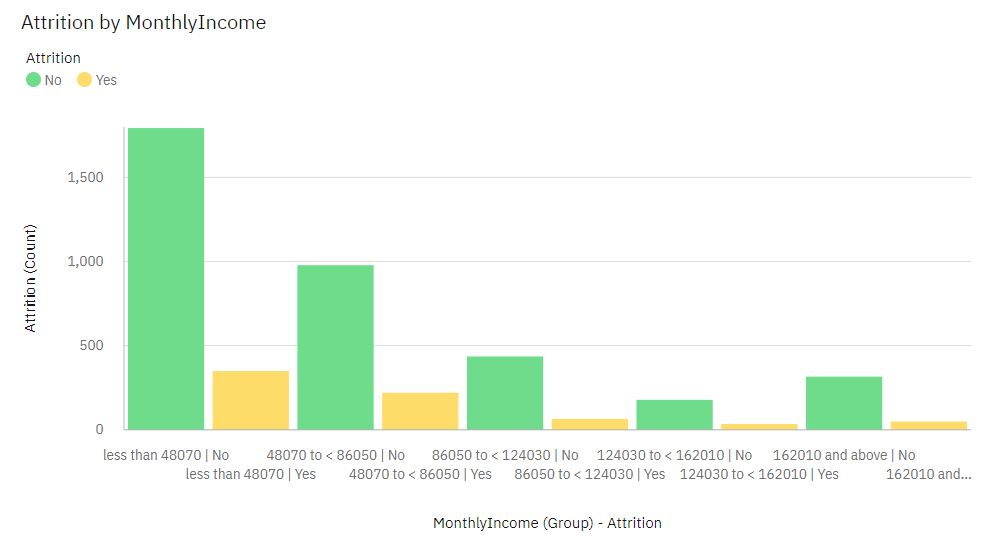 Attrition by MonthlyIncome
Attrition
No Yes
Attrition (Count)
1,500
1,000
500
0
less than 48070 | No 48070 to < 86050 | No 86050 to < 124030 | No 124030 to < 162010 | No 162010 and above | No
less than 48070 | Yes 48070 to < 86050 | Yes 86050 to < 124030 | Yes 124030 to < 162010 | Yes 162010 and...
MonthlyIncome (Group) - Attrition